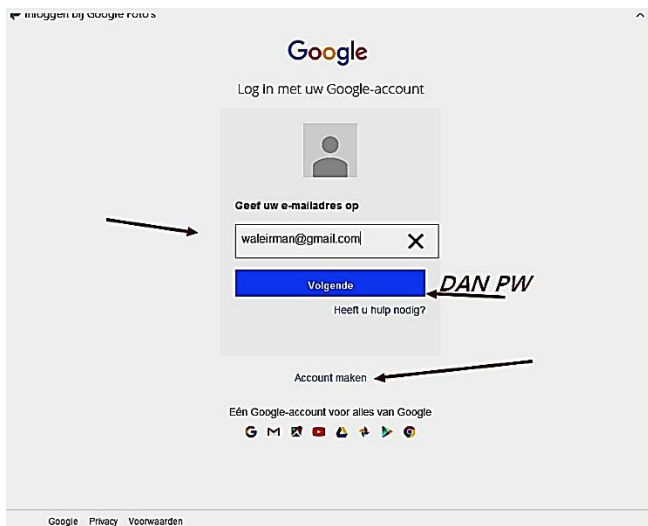 Inloggen bij Google Foto's
Google
Log in met uw Google-account
Geef uw e-mailadres op
waleirman@gmail.com
Volgende
DAN PW
Heeft u hulp nodig?
Account maken
Eén Google-account voor alles van Google
Google Privacy Voorwaarden